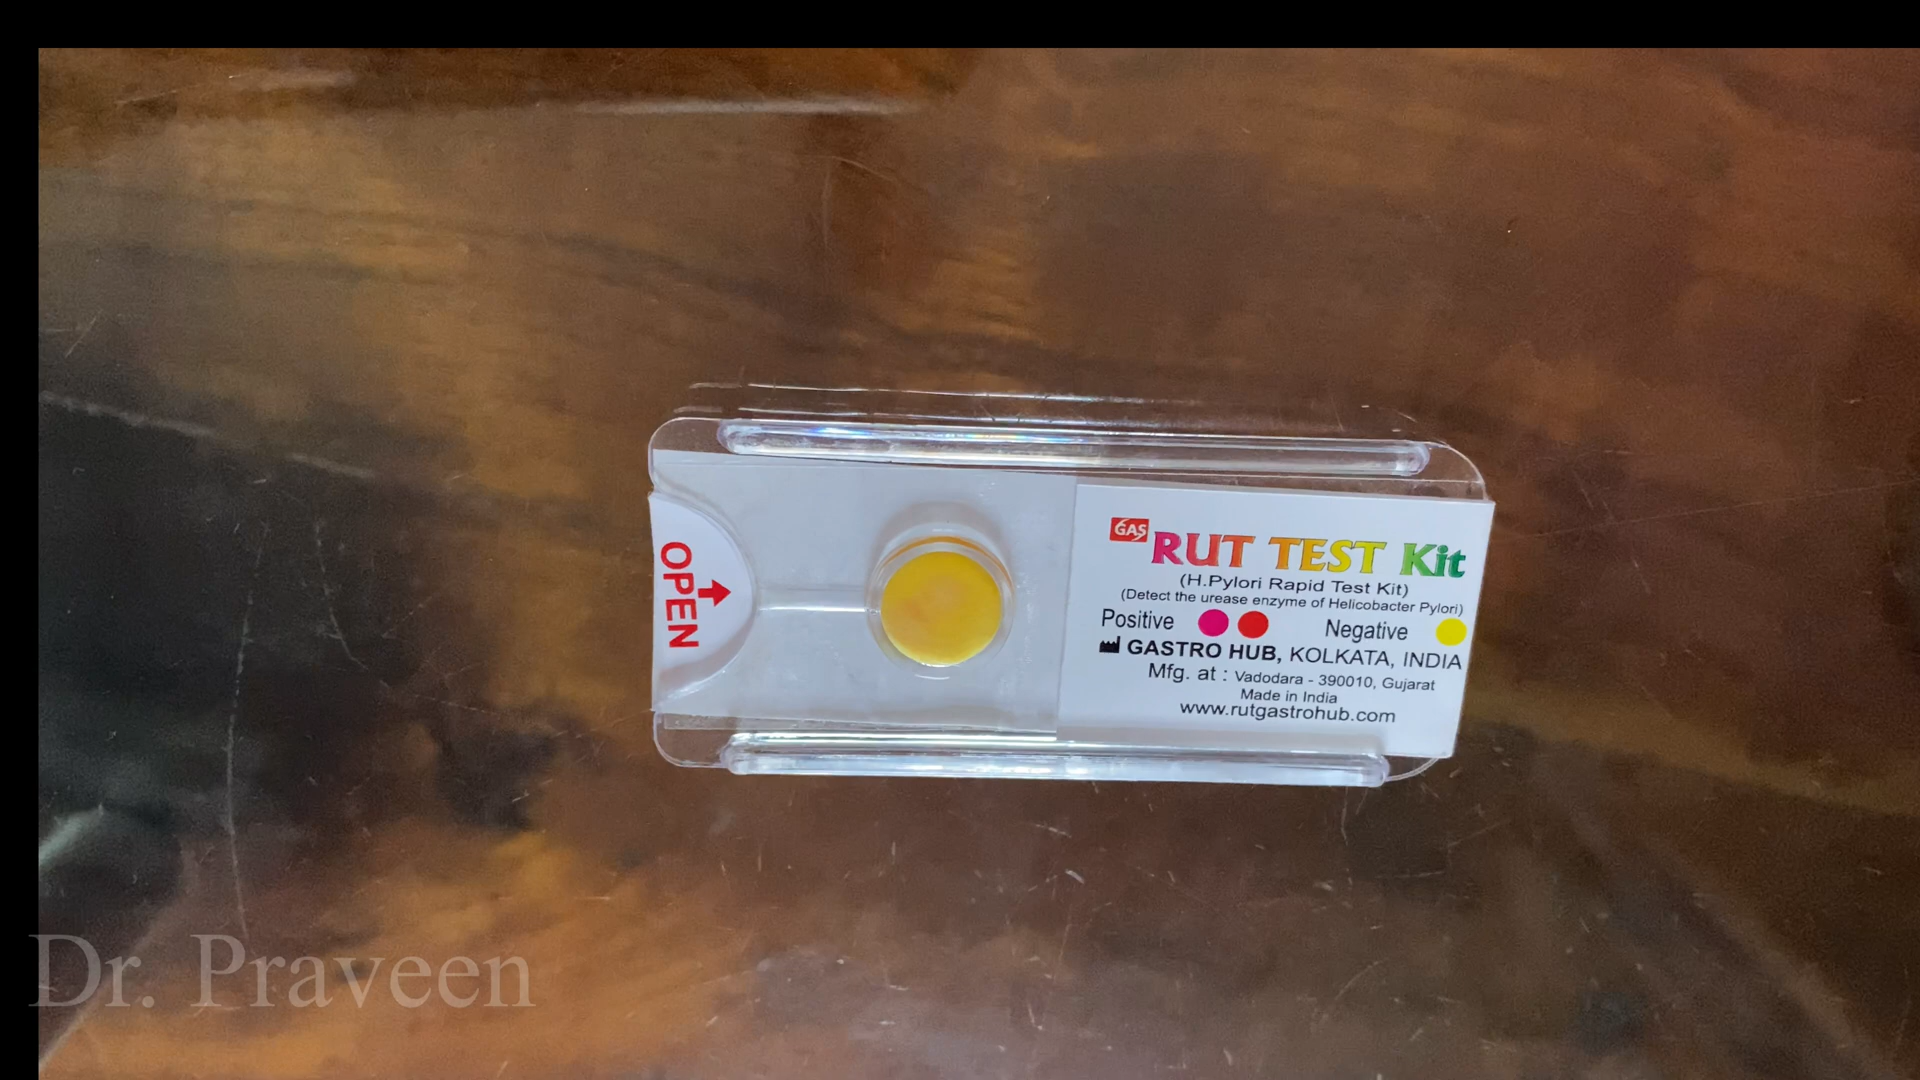 OPEN
GAS
RUT TEST Kit
(H.Pylori Rapid Test Kit)
(Detect the urease enzyme of Helicobacter Pylori)
Positive Negative
GASTRO HUB, KOLKATA, INDIA
Mfg. at : Vadodara - 390010, Gujarat
Made in India
www.rutgastrohub.com
Dr. Praveen